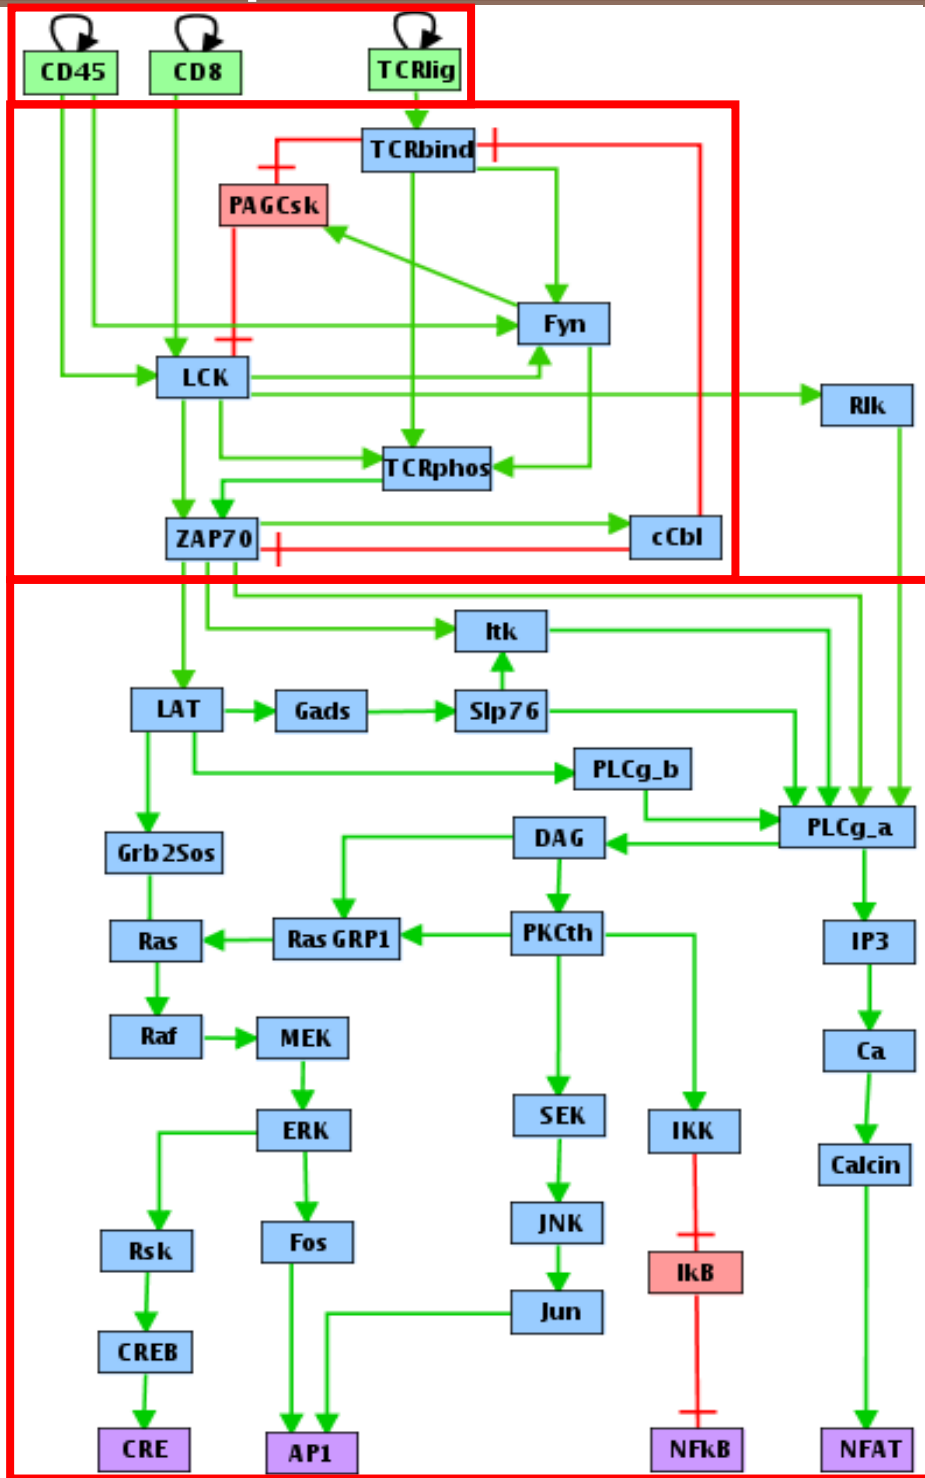 CD45
CD8
TCRlig
TCRbind
PAGCsk
Fyn
LCK
Rlk
TCRphos
ZAP70
cCbl
Itk
LAT
Gads
Slp76
PLCg_b
PLCg_a
DAG
Grb2Sos
Ras
Ras GRP1
PKCth
IP3
Raf
MEK
Ca
SEK
ERK
IKK
Calcin
JNK
Fos
Rsk
IkB
Jun
CREB
CRE
AP1
NFkB
NFAT